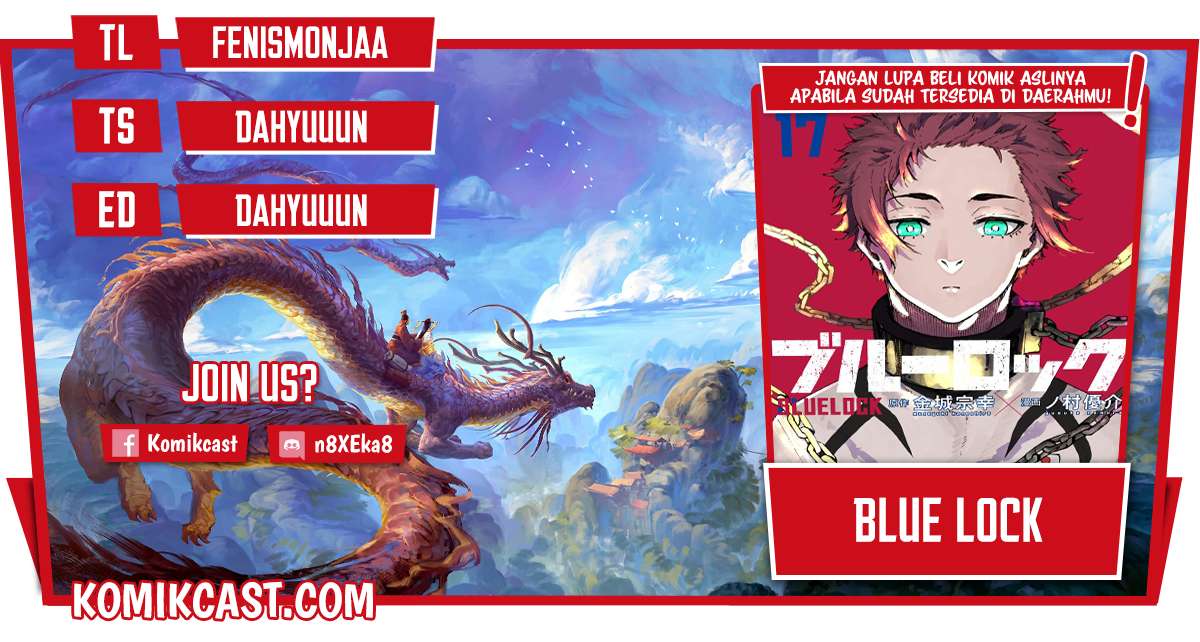 TL FENISMONJAA
TS DAHYUUUN
ED DAHYUUUN
JOIN US?
Komikcast n8XEka8
KOMIKCAST.COM
JANGAN LUPA BELI KOMIK ASLINYA
APABILA SUDAH TERSEDIA DI DAERAHMU!
17
ブルーロック
BLUELOCK 原作 金城宗幸 × 漫画 ノ村優介
BLUE LOCK